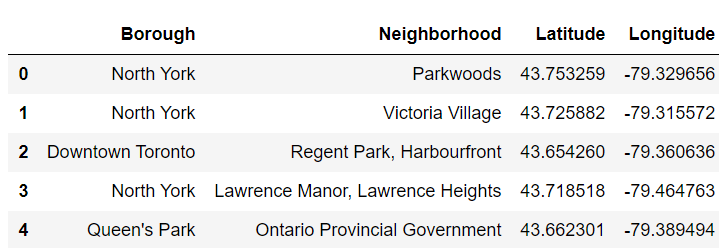 Borough Neighborhood Latitude Longitude
0 North York Parkwoods 43.753259 -79.329656
1 North York Victoria Village 43.725882 -79.315572
2 Downtown Toronto Regent Park, Harbourfront 43.654260 -79.360636
3 North York Lawrence Manor, Lawrence Heights 43.718518 -79.464763
4 Queen's Park Ontario Provincial Government 43.662301 -79.389494